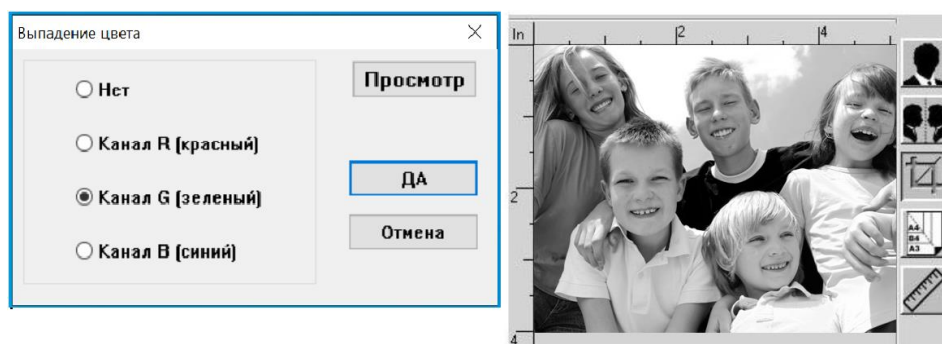 Выпадение цвета
Нет
Канал R (красный)
Канал G (зеленый)
Канал B (синий)
Просмотр
ДА
Отмена
In
2
4
2
4
A4
B4
A3